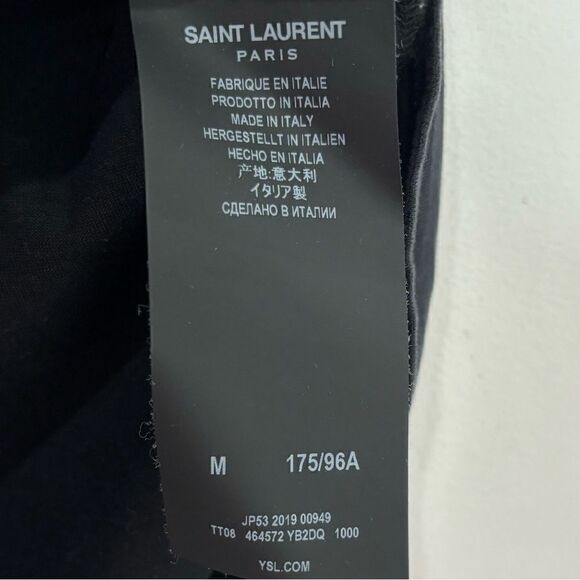 SAINT LAURENT
PARIS
FABRIQUE EN ITALIE
PRODOTTO IN ITALIA
MADE IN ITALY
HERGESTELLT IN ITALIEN
HECHO EN ITALIA
产地:意大利
イタリア製
СДЕЛАНО В ИТАЛИИ
M 175/96A
JP53 2019 00949
TT08 464572 YB2DQ 1000
YSL.COM